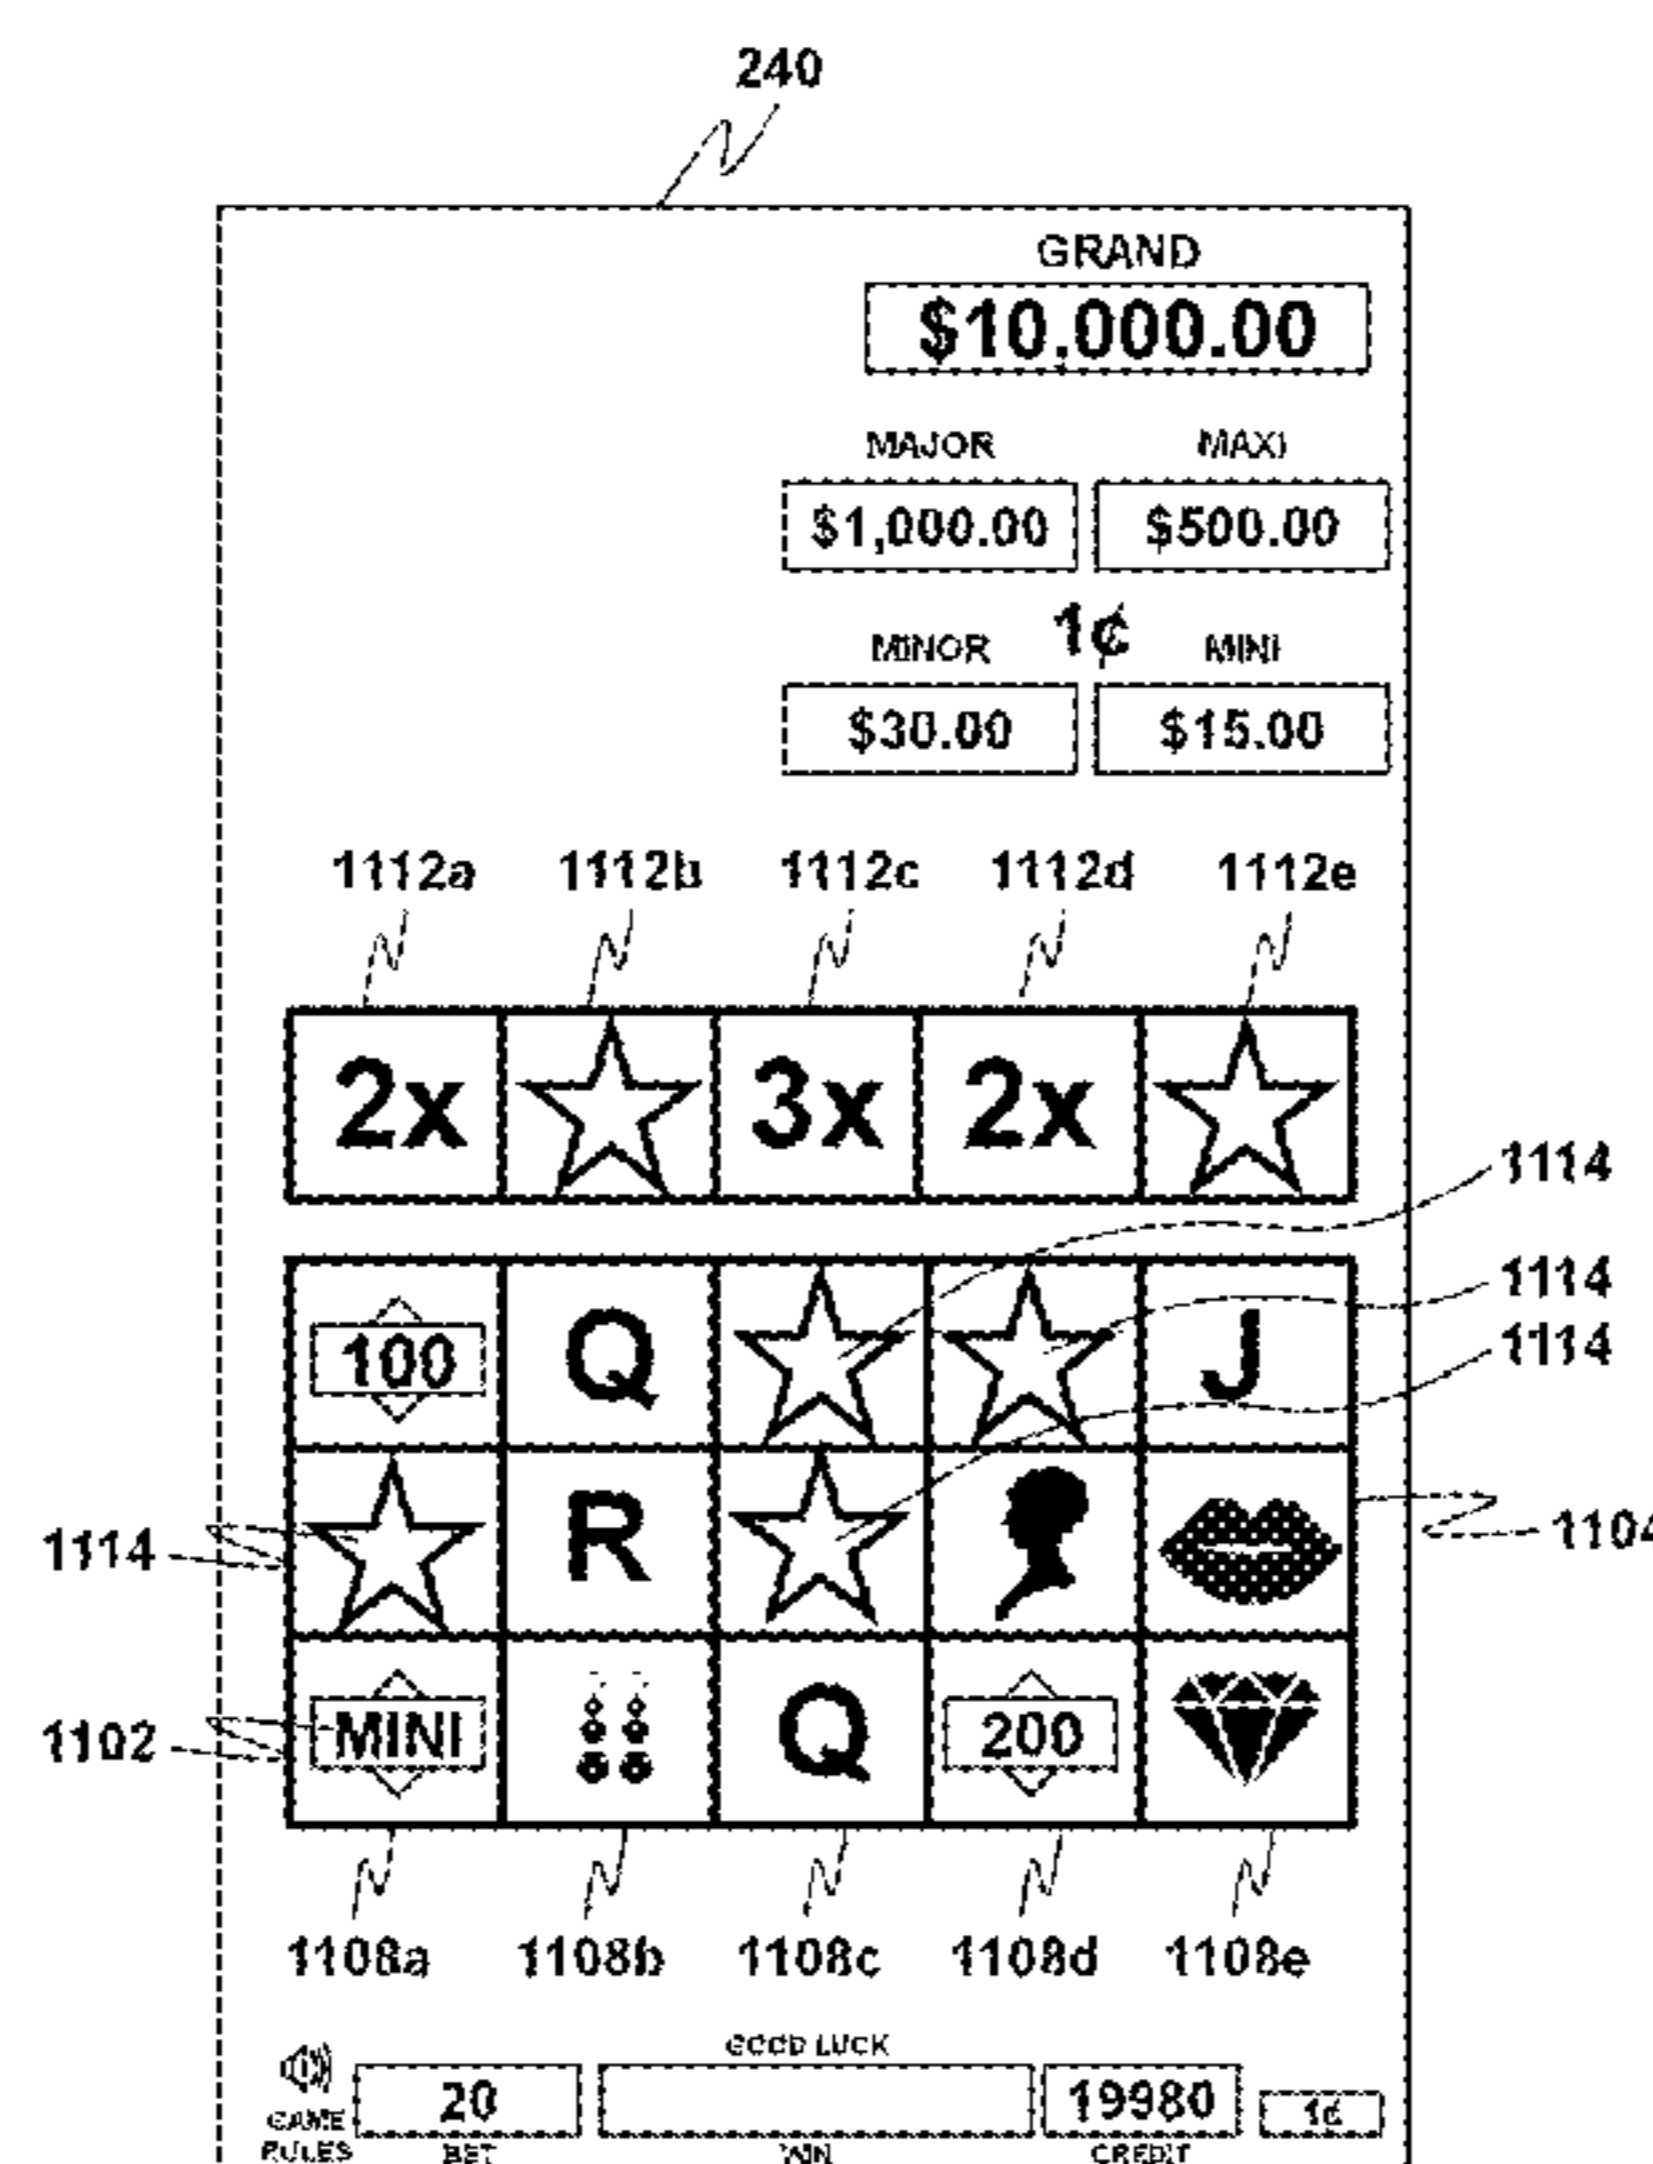 240
GRAND
$10,000.00
MAJOR MAXI
$1,000.00 $500.00
1¢
MINOR MINI
$30.00 $15.00
1112a 1112b 1112c 1112d 1112e
2x 3x 2x
1114
100 Q J
1114
1114
1114 R 1104
1102 MINI Q 200
1108a 1108b 1108c 1108d 1108e
GOOD LUCK
20 19980 1¢
GAME
RULES BET WIN CREDIT